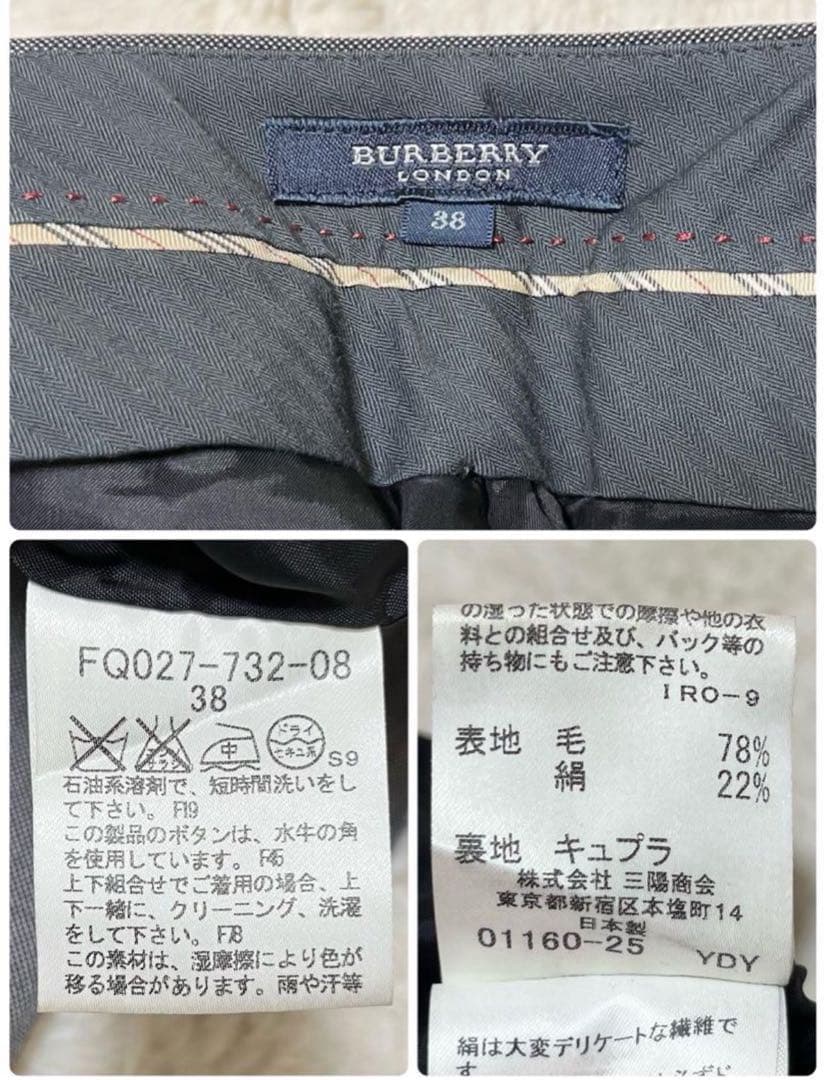 BURBERRY
LONDON
38
FQ027-732-08
38
中
ドライ
セキユ系
S9
石油系溶剤で、短時間洗いをし
て下さい。 F19
この製品のボタンは、水牛の角
を使用しています。 F45
上下組合せでご着用の場合、上
下一緒に、クリーニング、洗濯
をして下さい。 F78
この素材は、湿摩擦により色が
移る場合があります。雨や汗等
の湿った状態での摩擦や他の衣
料との組合せ及び、バック等の
持ち物にもご注意下さい。
IRO-9
表地 毛 78%
絹 22%
裏地 キュプラ
株式会社 三陽商会
東京都新宿区本塩町14
日本製
01160-25 YDY
絹は大変デリケートな繊維で
す